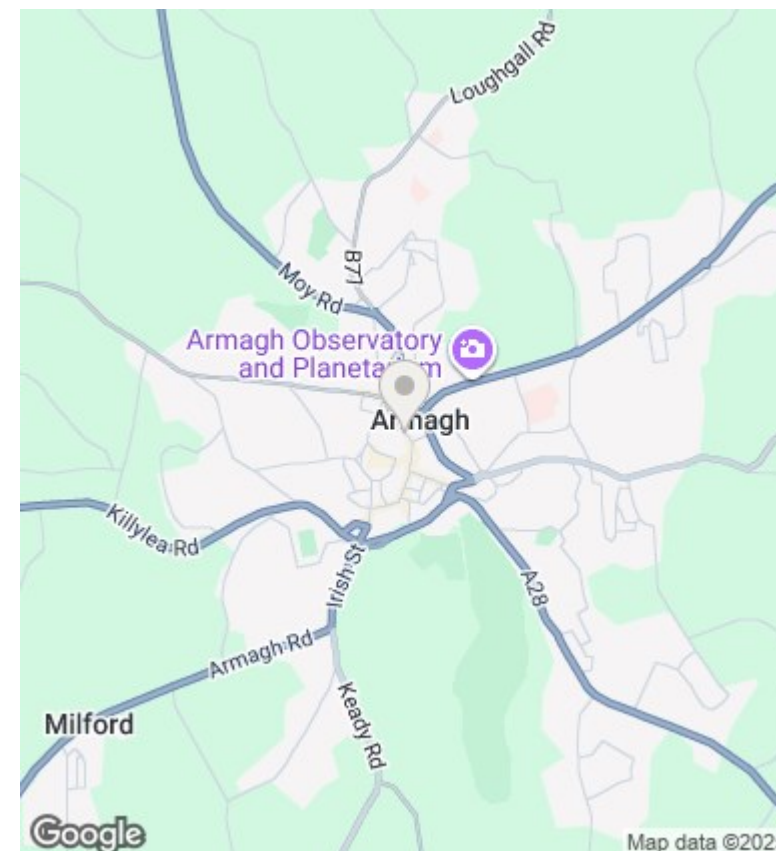 Loughgall Rd
B77
Moy Rd
Armagh Observatory
and Planetarium
Armagh
Killylea Rd
Irish St
A28
Armagh Rd
Keady Rd
Milford
Google
Map data ©202